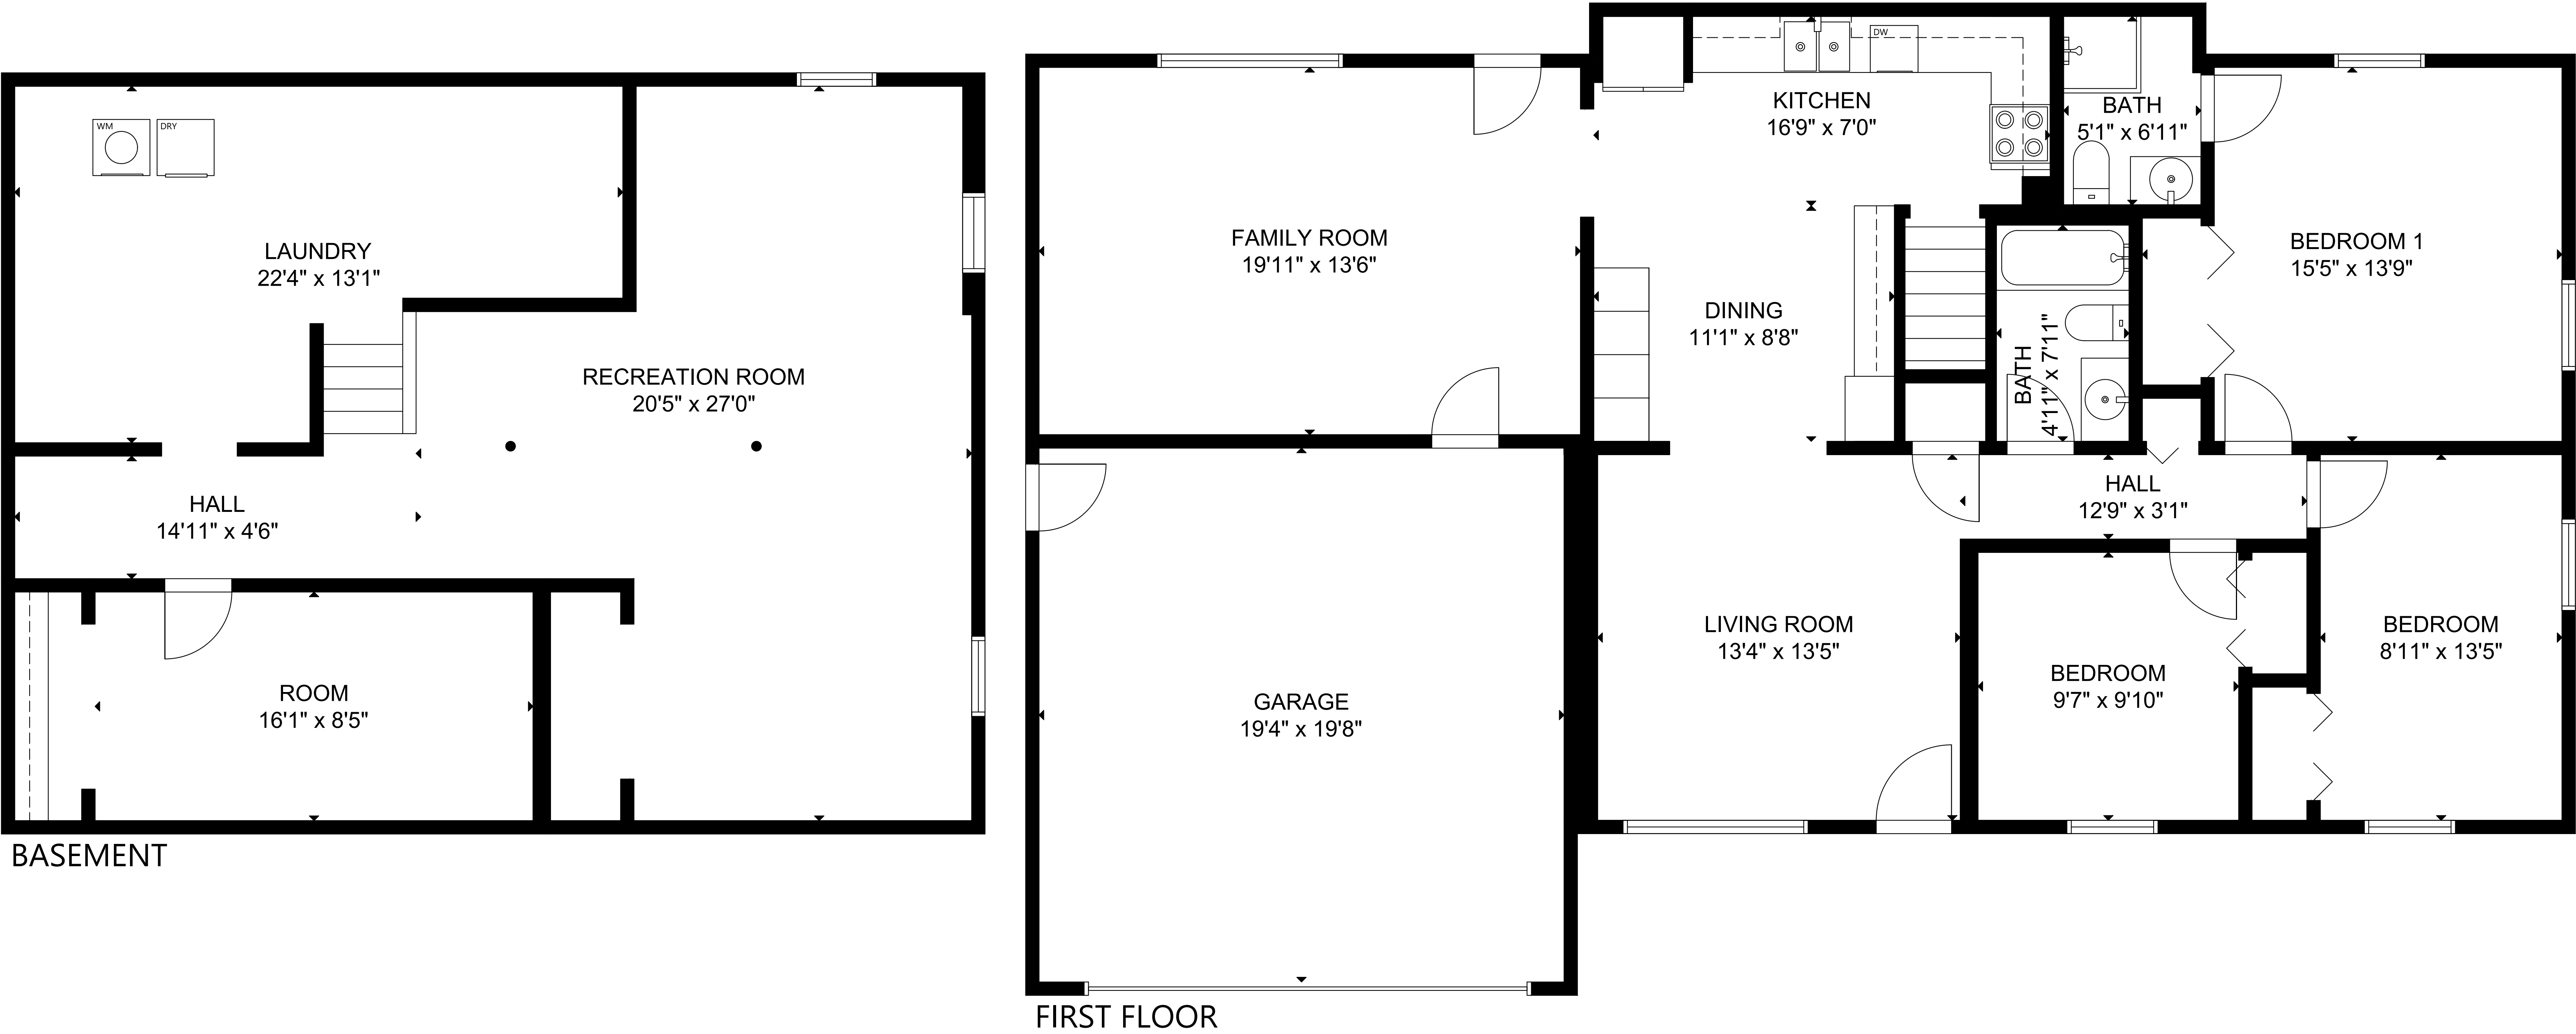 WM
DRY
LAUNDRY
22'4" x 13'1"
RECREATION ROOM
20'5" x 27'0"
HALL
14'11" x 4'6"
ROOM
16'1" x 8'5"
BASEMENT
DW
KITCHEN
16'9" x 7'0"
BATH
5'1" x 6'11"
FAMILY ROOM
19'11" x 13'6"
BEDROOM 1
15'5" x 13'9"
DINING
11'1" x 8'8"
BATH
4'11" x 7'11"
HALL
12'9" x 3'1"
LIVING ROOM
13'4" x 13'5"
BEDROOM
8'11" x 13'5"
BEDROOM
9'7" x 9'10"
GARAGE
19'4" x 19'8"
FIRST FLOOR